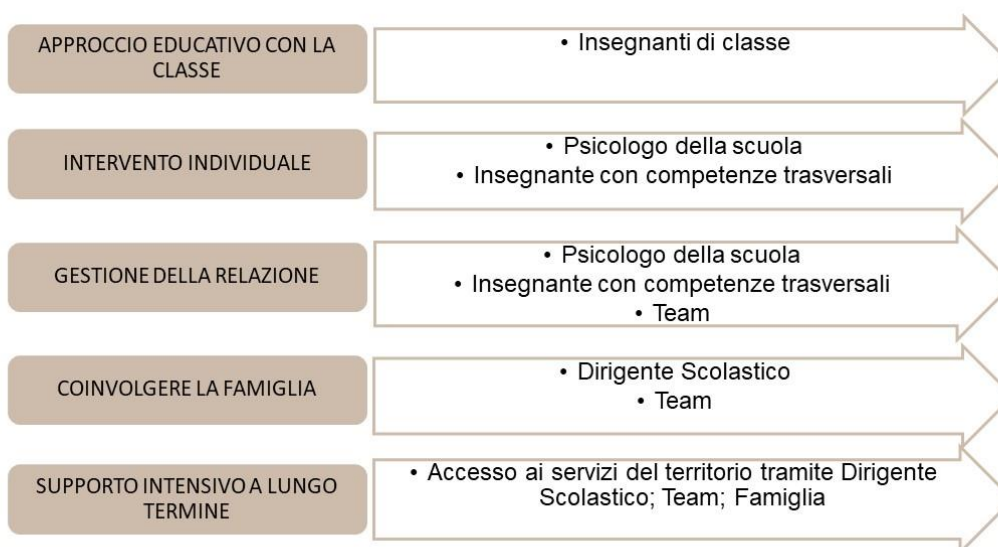 APPROCCIO EDUCATIVO CON LA
CLASSE
• Insegnanti di classe
INTERVENTO INDIVIDUALE
• Psicologo della scuola
• Insegnante con competenze trasversali
GESTIONE DELLA RELAZIONE
• Psicologo della scuola
• Insegnante con competenze trasversali
• Team
COINVOLGERE LA FAMIGLIA
• Dirigente Scolastico
• Team
SUPPORTO INTENSIVO A LUNGO
TERMINE
• Accesso ai servizi del territorio tramite Dirigente
Scolastico; Team; Famiglia